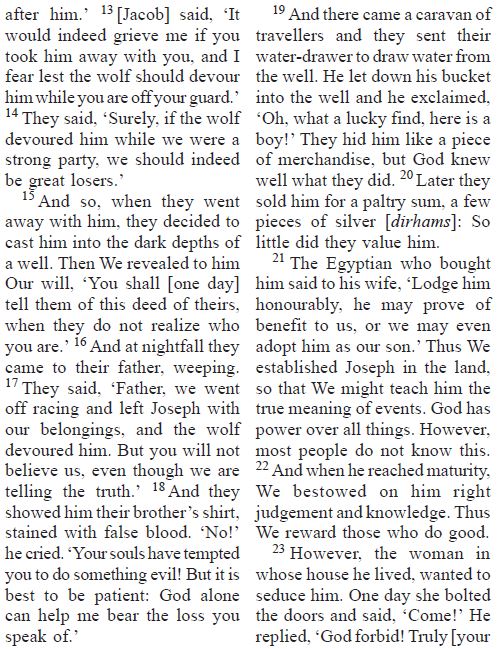 after him.’ 13 [Jacob] said, ‘It
would indeed grieve me if you
took him away with you, and I
fear lest the wolf should devour
him while you are off your guard.’
14 They said, ‘Surely, if the wolf
devoured him while we were a
strong party, we should indeed
be great losers.’
15 And so, when they went
away with him, they decided to
cast him into the dark depths of
a well. Then We revealed to him
Our will, ‘You shall [one day]
tell them of this deed of theirs,
when they do not realize who
you are.’ 16 And at nightfall they
came to their father, weeping.
17 They said, ‘Father, we went
off racing and left Joseph with
our belongings, and the wolf
devoured him. But you will not
believe us, even though we are
telling the truth.’ 18 And they
showed him their brother’s shirt,
stained with false blood. ‘No!’
he cried. ‘Your souls have tempted
you to do something evil! But it is
best to be patient: God alone
can help me bear the loss you
speak of.’
19 And there came a caravan of
travellers and they sent their
water-drawer to draw water from
the well. He let down his bucket
into the well and he exclaimed,
‘Oh, what a lucky find, here is a
boy!’ They hid him like a piece
of merchandise, but God knew
well what they did. 20 Later they
sold him for a paltry sum, a few
pieces of silver [dirhams]: So
little did they value him.
21 The Egyptian who bought
him said to his wife, ‘Lodge him
honourably, he may prove of
benefit to us, or we may even
adopt him as our son.’ Thus We
established Joseph in the land,
so that We might teach him the
true meaning of events. God has
power over all things. However,
most people do not know this.
22 And when he reached maturity,
We bestowed on him right
judgement and knowledge. Thus
We reward those who do good.
23 However, the woman in
whose house he lived, wanted to
seduce him. One day she bolted
the doors and said, ‘Come!’ He
replied, ‘God forbid! Truly [your